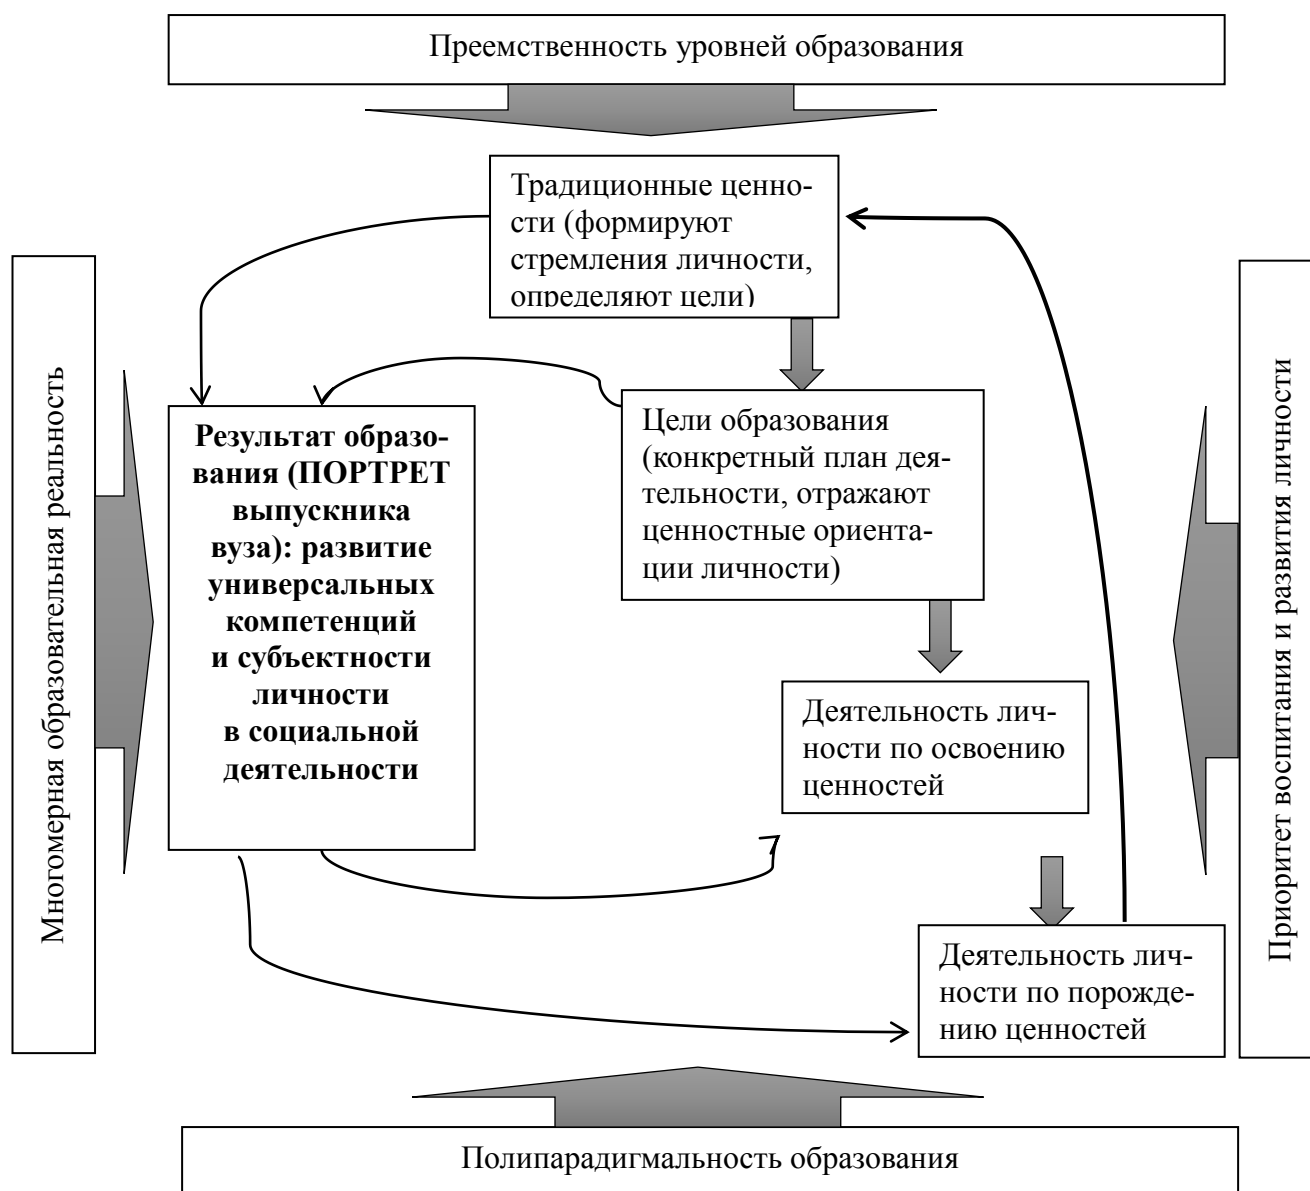 Преемственность уровней образования
Традиционные ценно-
сти (формируют
стремления личности,
определяют цели)
Многомерная образовательная реальность
Приоритет воспитания и развития личности
Результат образо-
вания (ПОРТРЕТ
выпускника
вуза): развитие
универсальных
компетенций
и субъектности
личности
в социальной
деятельности
Цели образования
(конкретный план дея-
тельности, отражают
ценностные ориента-
ции личности)
Деятельность лич-
ности по освоению
ценностей
Деятельность лич-
ности по порожде-
нию ценностей
Полипарадигмальность образования